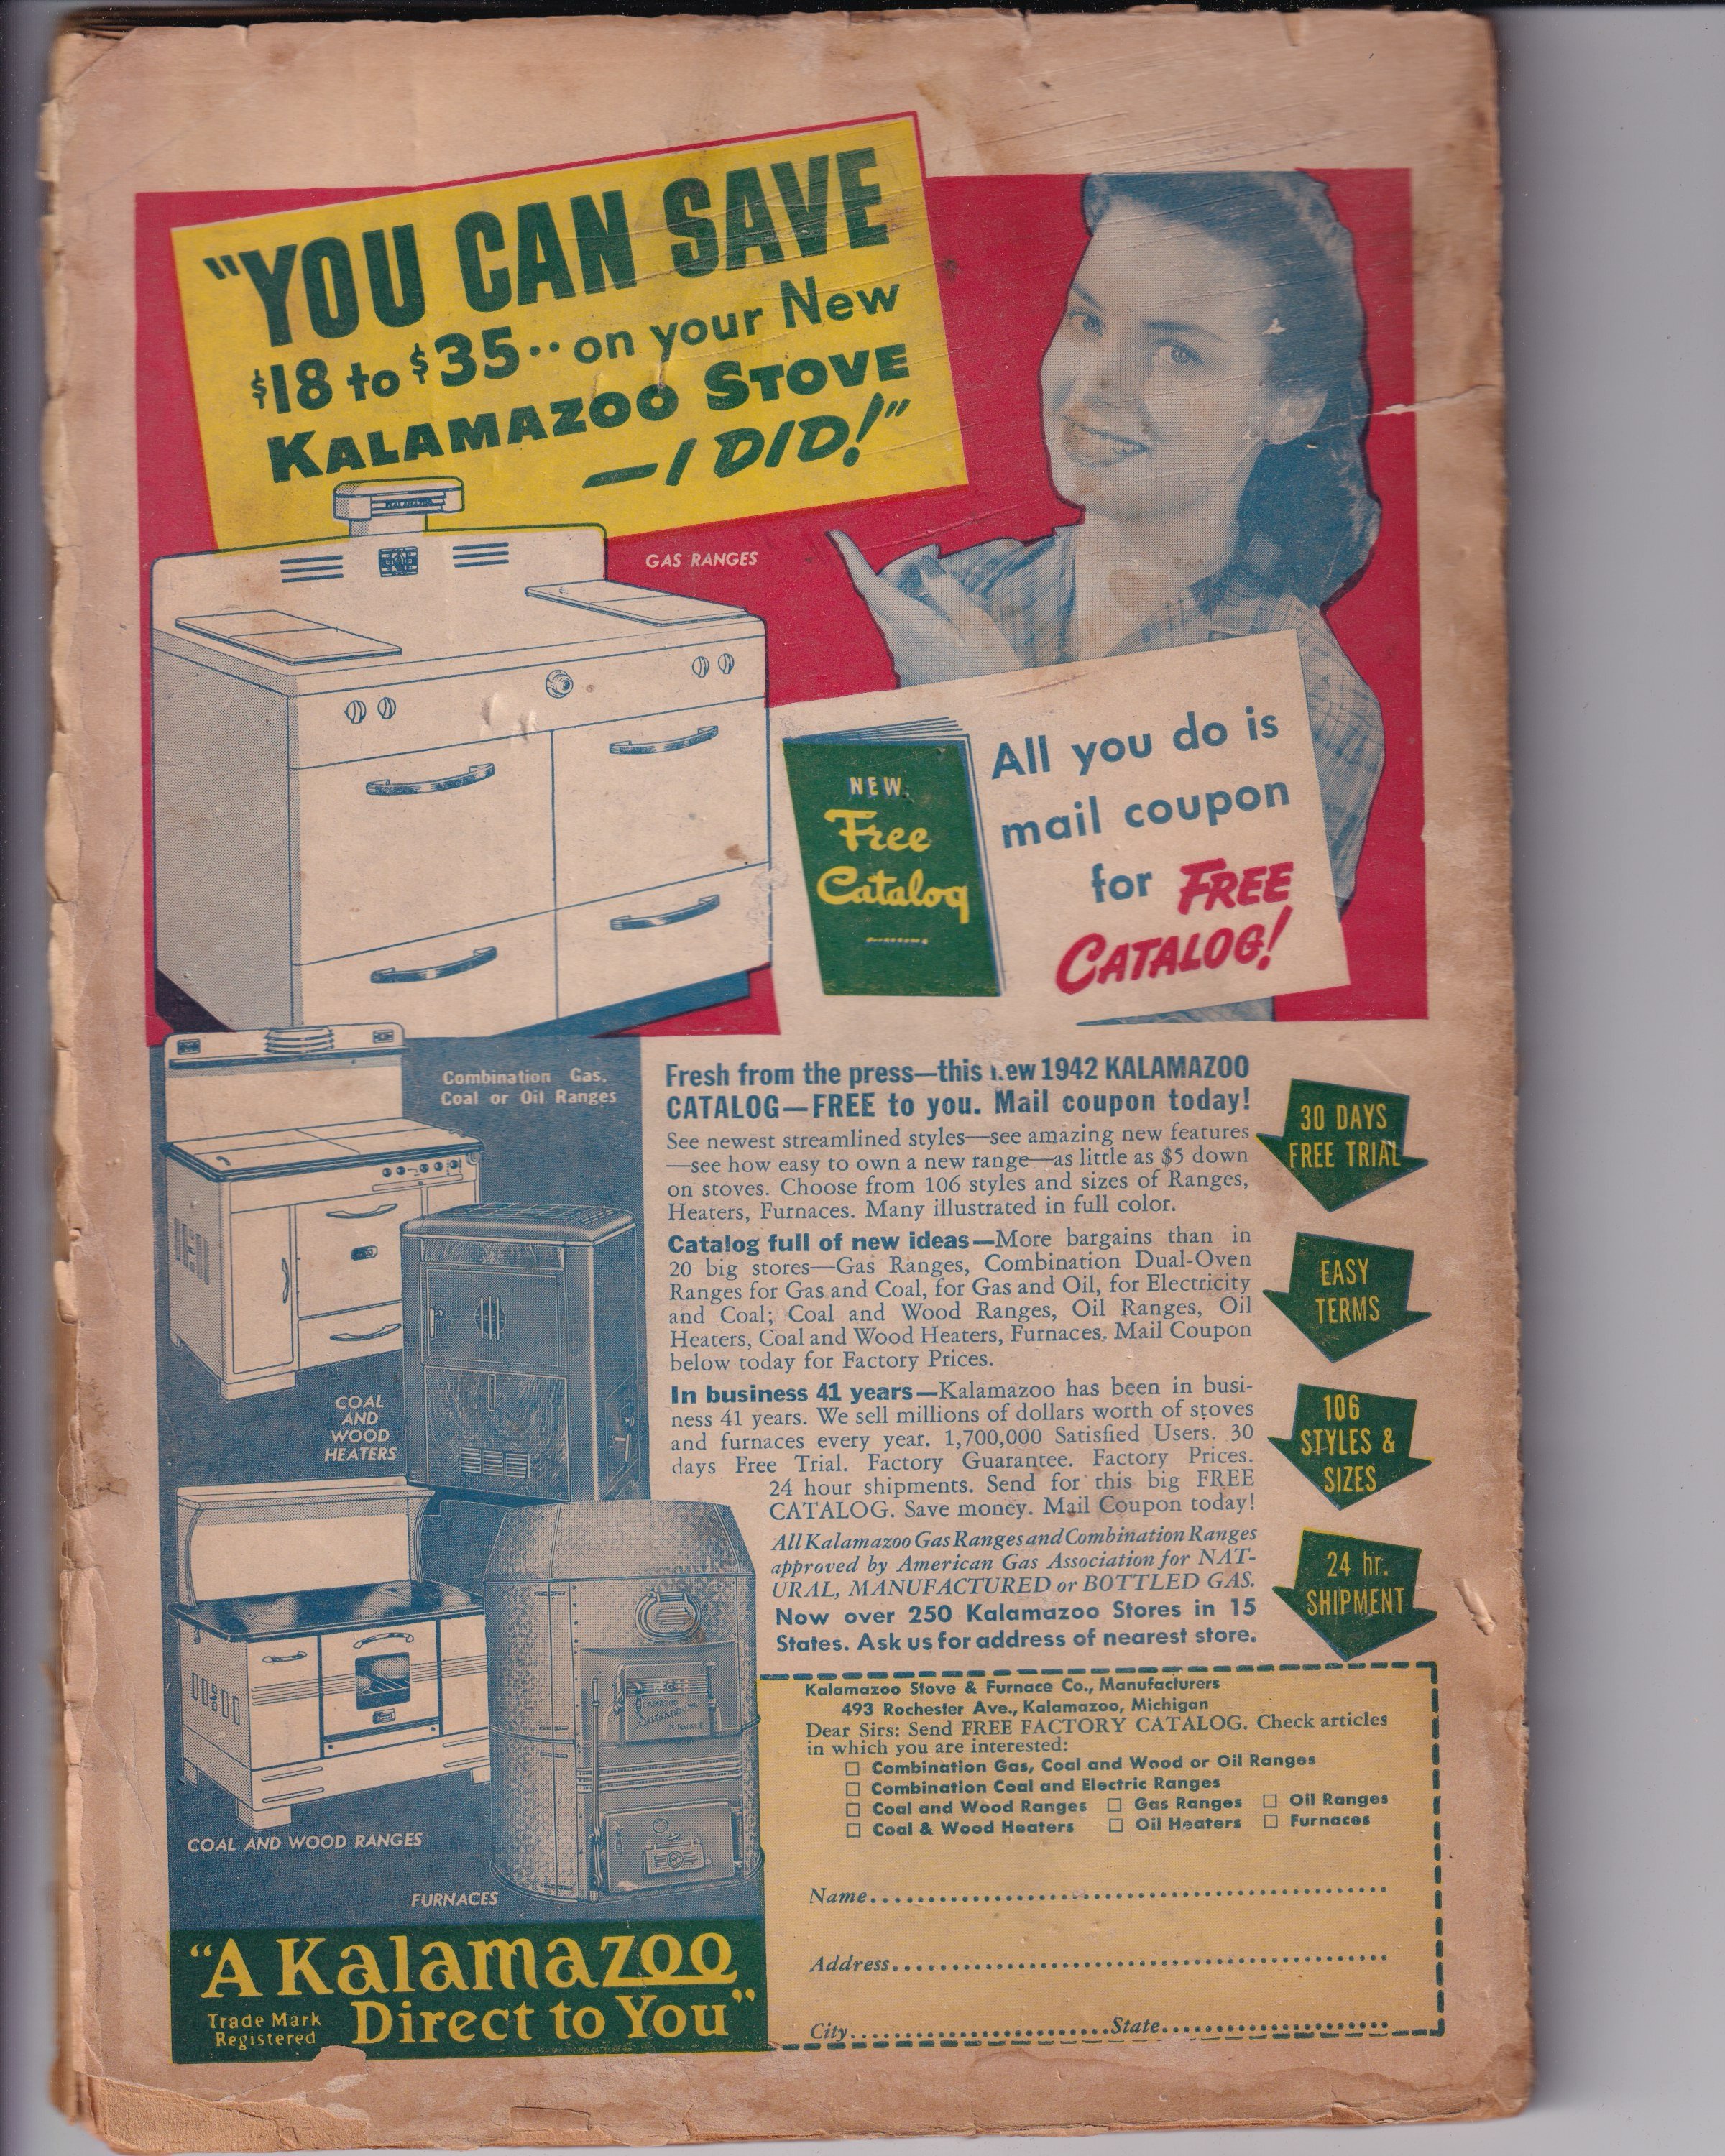 "YOU CAN SAVE
$18 to $35·· on your New
KALAMAZOO STOVE
—I DID!"
KALAMAZOO
GAS RANGES
NEW
Free
Catalog
All you do is
mail coupon
for FREE
CATALOG!
Combination Gas,
Coal or Oil Ranges
COAL
AND
WOOD
HEATERS
COAL AND WOOD RANGES
FURNACES
Fresh from the press—this new 1942 KALAMAZOO
CATALOG—FREE to you. Mail coupon today!
See newest streamlined styles—see amazing new features
—see how easy to own a new range—as little as $5 down
on stoves. Choose from 106 styles and sizes of Ranges,
Heaters, Furnaces. Many illustrated in full color.
Catalog full of new ideas—More bargains than in
20 big stores—Gas Ranges, Combination Dual-Oven
Ranges for Gas and Coal, for Gas and Oil, for Electricity
and Coal; Coal and Wood Ranges, Oil Ranges, Oil
Heaters, Coal and Wood Heaters, Furnaces. Mail Coupon
below today for Factory Prices.
In business 41 years—Kalamazoo has been in busi-
ness 41 years. We sell millions of dollars worth of stoves
and furnaces every year. 1,700,000 Satisfied Users. 30
days Free Trial. Factory Guarantee. Factory Prices.
24 hour shipments. Send for this big FREE
CATALOG. Save money. Mail Coupon today!
All Kalamazoo Gas Ranges and Combination Ranges
approved by American Gas Association for NAT-
URAL, MANUFACTURED or BOTTLED GAS.
Now over 250 Kalamazoo Stores in 15
States. Ask us for address of nearest store.
30 DAYS
FREE TRIAL
EASY
TERMS
106
STYLES &
SIZES
24 hr.
SHIPMENT
Kalamazoo Stove & Furnace Co., Manufacturers
493 Rochester Ave., Kalamazoo, Michigan
Dear Sirs: Send FREE FACTORY CATALOG. Check articles
in which you are interested:
☐ Combination Gas, Coal and Wood or Oil Ranges
☐ Combination Coal and Electric Ranges
☐ Coal and Wood Ranges ☐ Gas Ranges ☐ Oil Ranges
☐ Coal & Wood Heaters ☐ Oil Heaters ☐ Furnaces
Name
Address
City State
"A Kalamazoo
Trade Mark
Registered
Direct to You"